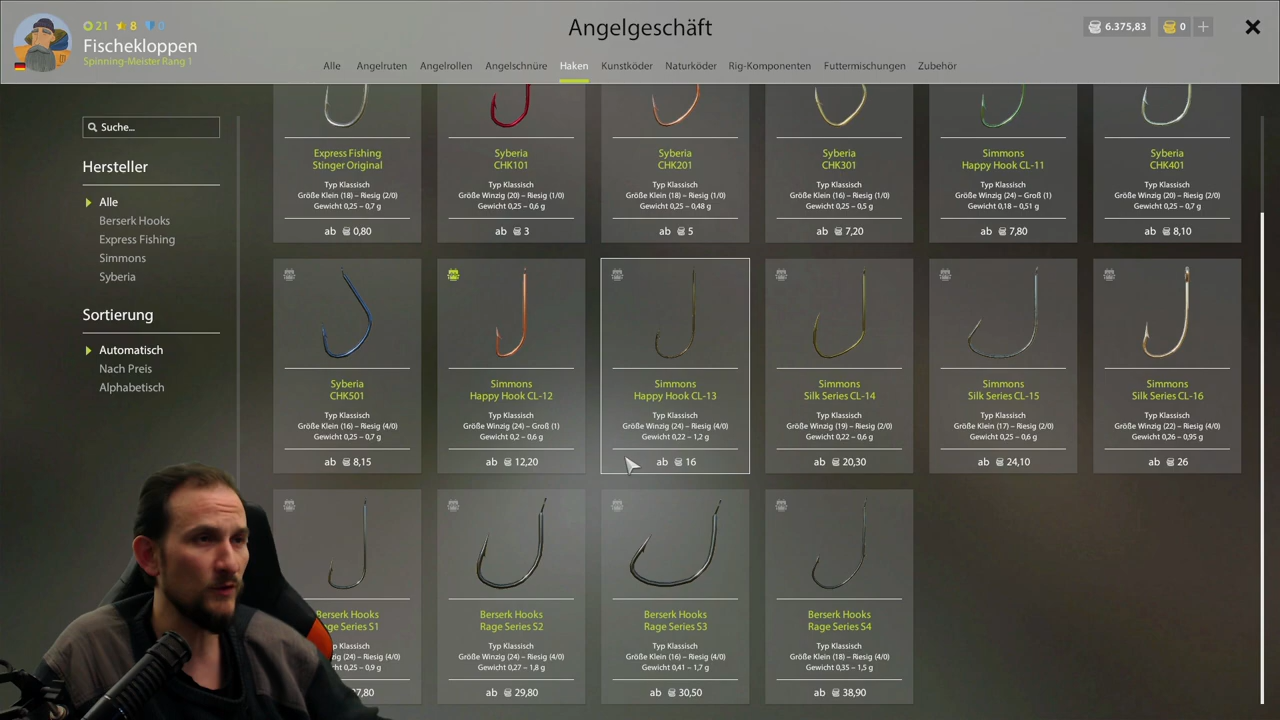 21 8 0
Fischekloppen
Spinning-Meister Rang 1
Angelgeschäft
6.375,83
0
Alle Angelruten Angelrollen Angelschnüre Haken Kunstköder Naturköder Rig-Komponenten Futtermischungen Zubehör
Suche...
Hersteller
Alle
Berserk Hooks
Express Fishing
Simmons
Syberia
Sortierung
Automatisch
Nach Preis
Alphabetisch
Express Fishing
Stinger Original
Typ Klassisch
Größe Klein (18) – Riesig (2/0)
Gewicht 0,25 – 0,7 g
ab 0,80
Syberia
CHK101
Typ Klassisch
Größe Winzig (20) – Riesig (1/0)
Gewicht 0,25 – 0,6 g
ab 3
Syberia
CHK201
Typ Klassisch
Größe Klein (18) – Riesig (1/0)
Gewicht 0,25 – 0,48 g
ab 5
Syberia
CHK301
Typ Klassisch
Größe Klein (16) – Riesig (1/0)
Gewicht 0,25 – 0,5 g
ab 7,20
Simmons
Happy Hook CL-11
Typ Klassisch
Größe Winzig (24) – Groß (1)
Gewicht 0,18 – 0,51 g
ab 7,80
Syberia
CHK401
Typ Klassisch
Größe Winzig (20) – Riesig (2/0)
Gewicht 0,25 – 0,7 g
ab 8,10
Syberia
CHK501
Typ Klassisch
Größe Klein (16) – Riesig (4/0)
Gewicht 0,25 – 0,7 g
ab 8,15
Simmons
Happy Hook CL-12
Typ Klassisch
Größe Winzig (24) – Groß (1)
Gewicht 0,2 – 0,6 g
ab 12,20
Simmons
Happy Hook CL-13
Typ Klassisch
Größe Winzig (24) – Riesig (4/0)
Gewicht 0,22 – 1,2 g
ab 16
Simmons
Silk Series CL-14
Typ Klassisch
Größe Winzig (19) – Riesig (2/0)
Gewicht 0,22 – 0,6 g
ab 20,30
Simmons
Silk Series CL-15
Typ Klassisch
Größe Klein (17) – Riesig (2/0)
Gewicht 0,25 – 0,6 g
ab 24,10
Simmons
Silk Series CL-16
Typ Klassisch
Größe Winzig (22) – Riesig (4/0)
Gewicht 0,26 – 0,95 g
ab 26
Berserk Hooks
Rage Series S1
Typ Klassisch
(24) – Riesig (4/0)
0,25 – 0,9 g
27,80
Berserk Hooks
Rage Series S2
Typ Klassisch
Größe Winzig (24) – Riesig (4/0)
Gewicht 0,27 – 1,8 g
ab 29,80
Berserk Hooks
Rage Series S3
Typ Klassisch
Größe Klein (16) – Riesig (4/0)
Gewicht 0,41 – 1,7 g
ab 30,50
Berserk Hooks
Rage Series S4
Typ Klassisch
Größe Klein (18) – Riesig (4/0)
Gewicht 0,35 – 1,5 g
ab 38,90